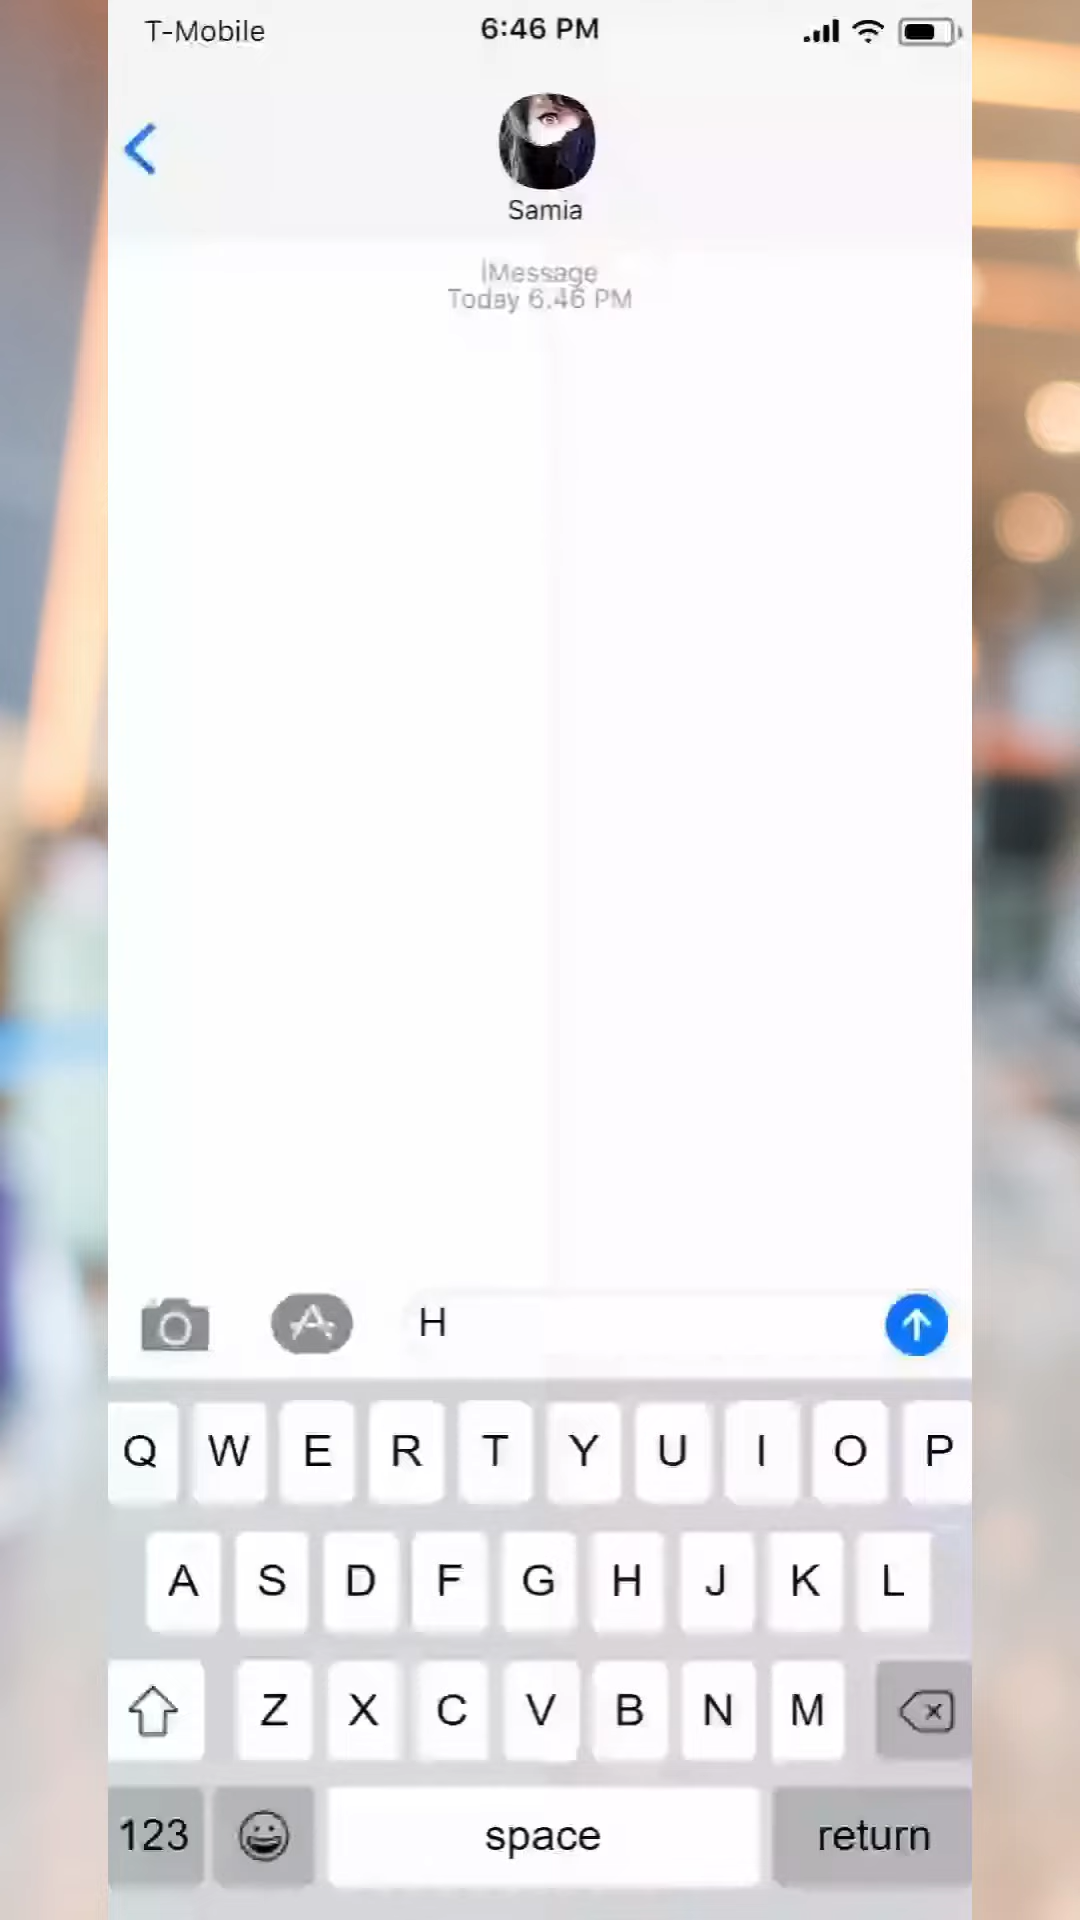 T-Mobile 6:46 PM
Samia
iMessage
Today 6.46 PM
H
Q W E R T Y U I O P
A S D F G H J K L
Z X C V B N M
123 space return